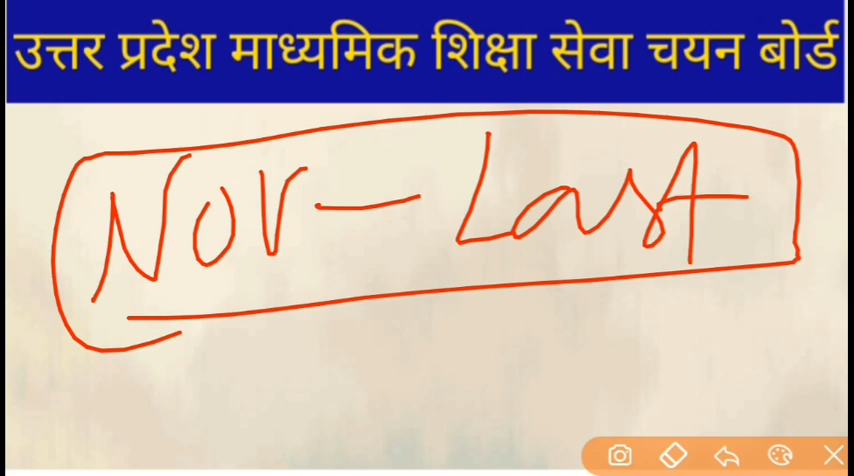 उत्तर प्रदेश माध्यमिक शिक्षा सेवा चयन बोर्ड
Nov - Last